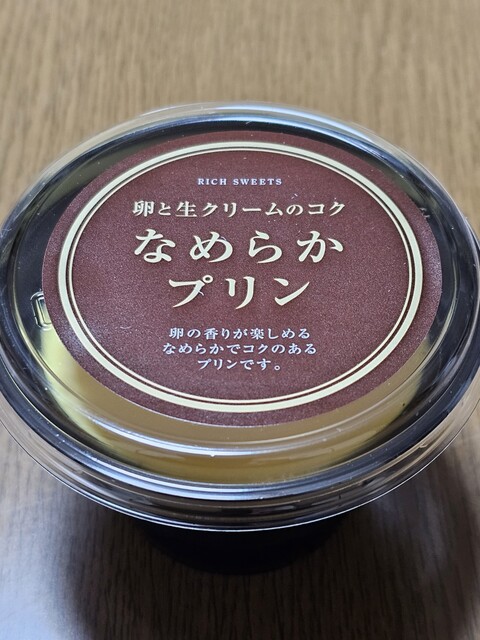 RICH SWEETS
卵と生クリームのコク
なめらか
プリン
卵の香りが楽しめる
なめらかでコクのある
プリンです。